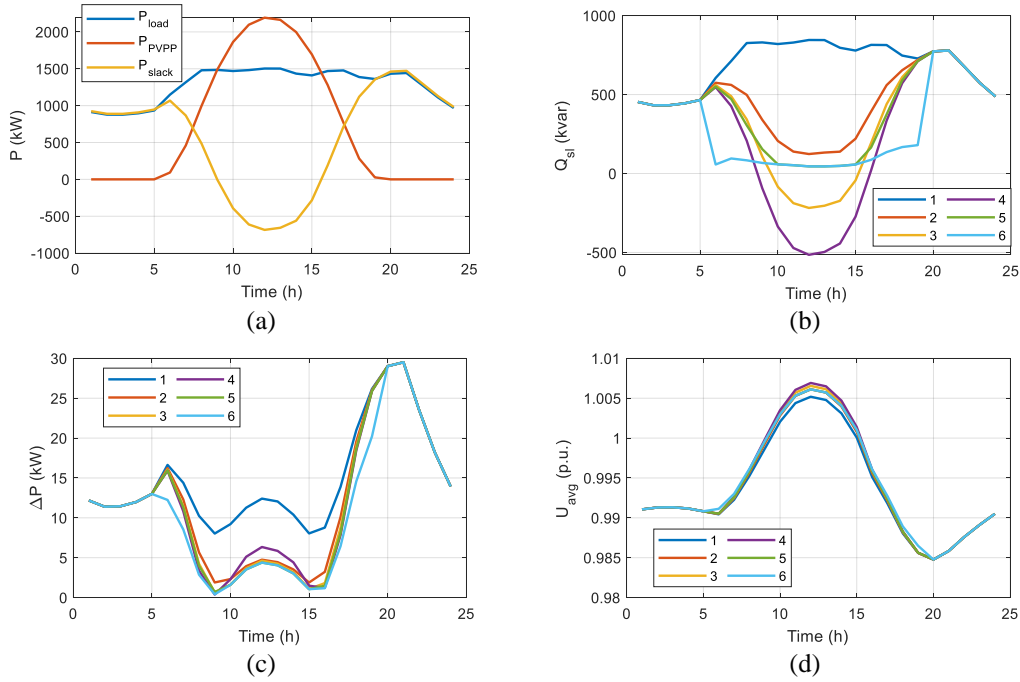 P_load
P_PVPP
P_slack
2000
1500
1000
500
0
-500
-1000
P (kW)
0 5 10 15 20 25
Time (h)
(a)
1000
500
0
-500
Q_sl (kvar)
1 4
2 5
3 6
0 5 10 15 20 25
Time (h)
(b)
30
25
20
15
10
5
0
ΔP (kW)
1 4
2 5
3 6
0 5 10 15 20 25
Time (h)
(c)
1.01
1.005
1
0.995
0.99
0.985
0.98
U_avg (p.u.)
1 4
2 5
3 6
0 5 10 15 20 25
Time (h)
(d)